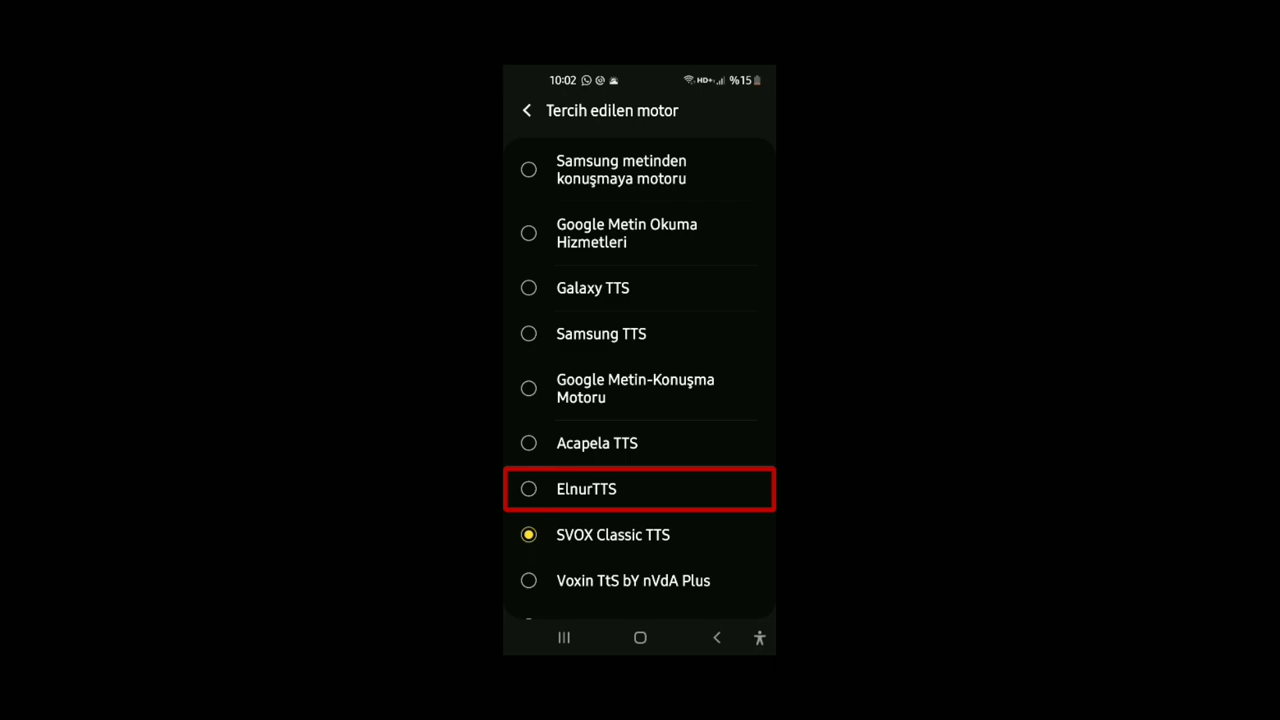 10:02 HD+ %15
Tercih edilen motor
Samsung metinden
konuşmaya motoru
Google Metin Okuma
Hizmetleri
Galaxy TTS
Samsung TTS
Google Metin-Konuşma
Motoru
Acapela TTS
ElnurTTS
SVOX Classic TTS
Voxin TtS bY nVdA Plus